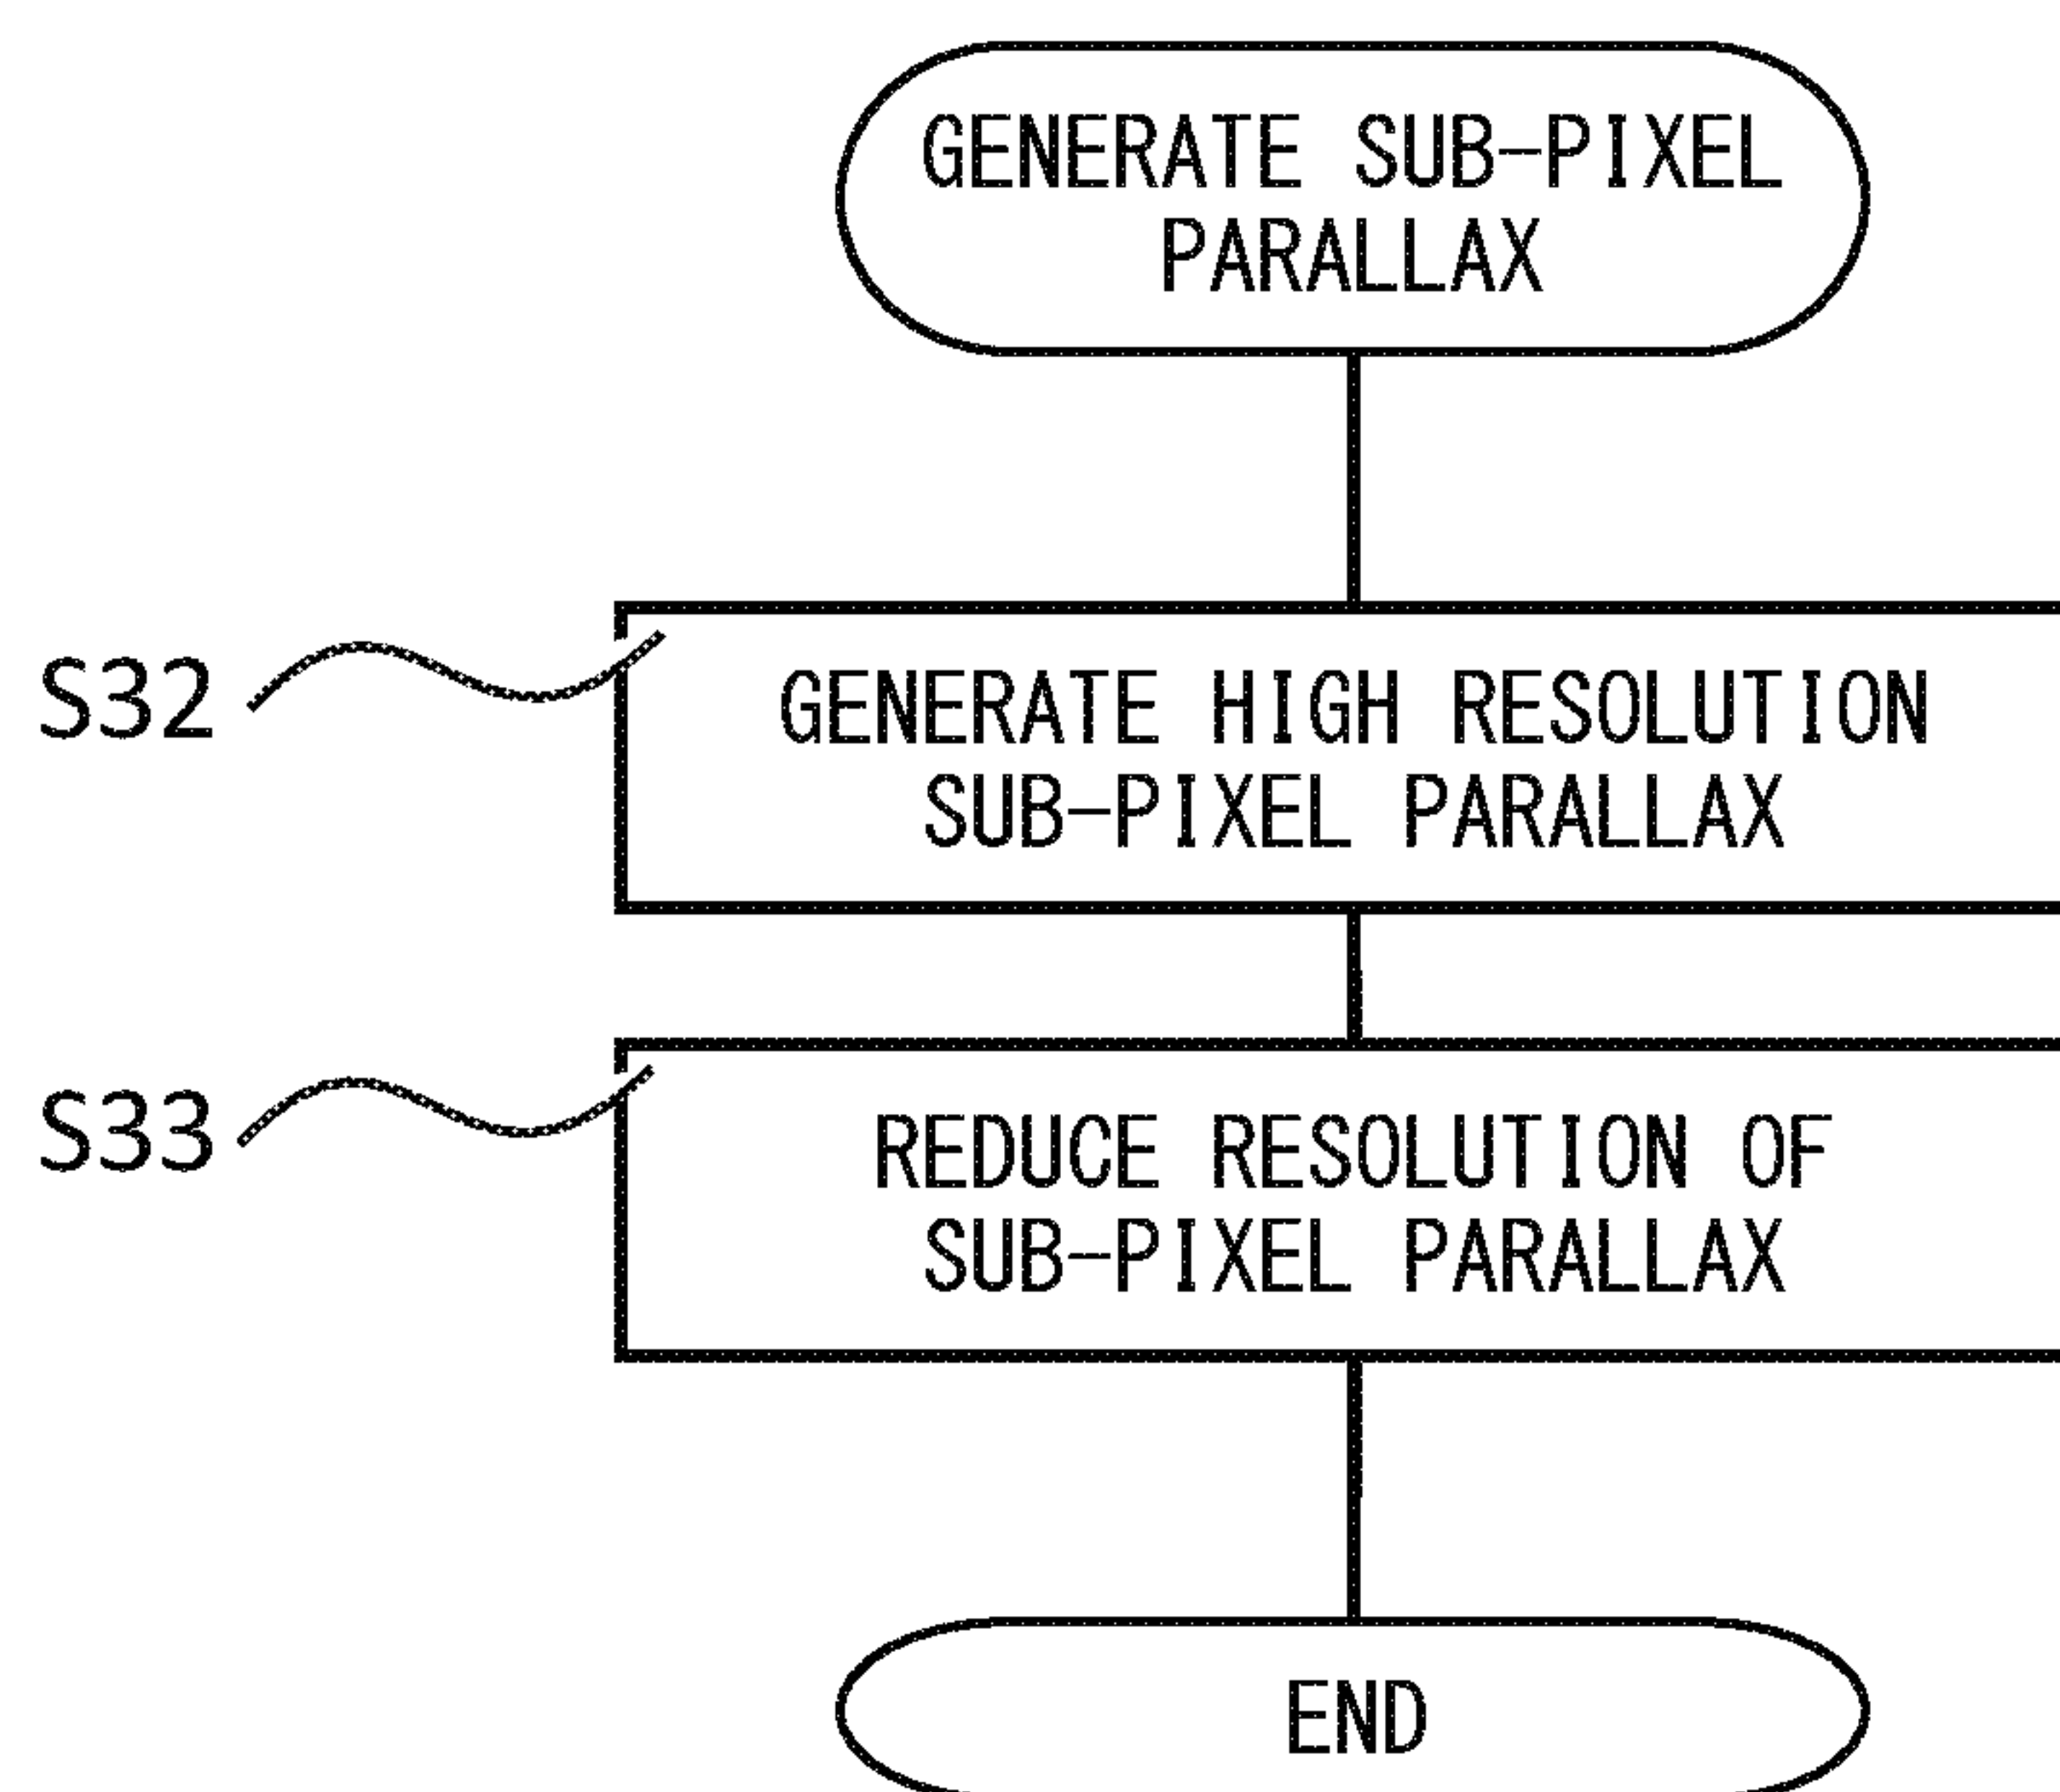 GENERATE SUB-PIXEL
PARALLAX
S32
GENERATE HIGH RESOLUTION
SUB-PIXEL PARALLAX
S33
REDUCE RESOLUTION OF
SUB-PIXEL PARALLAX
END